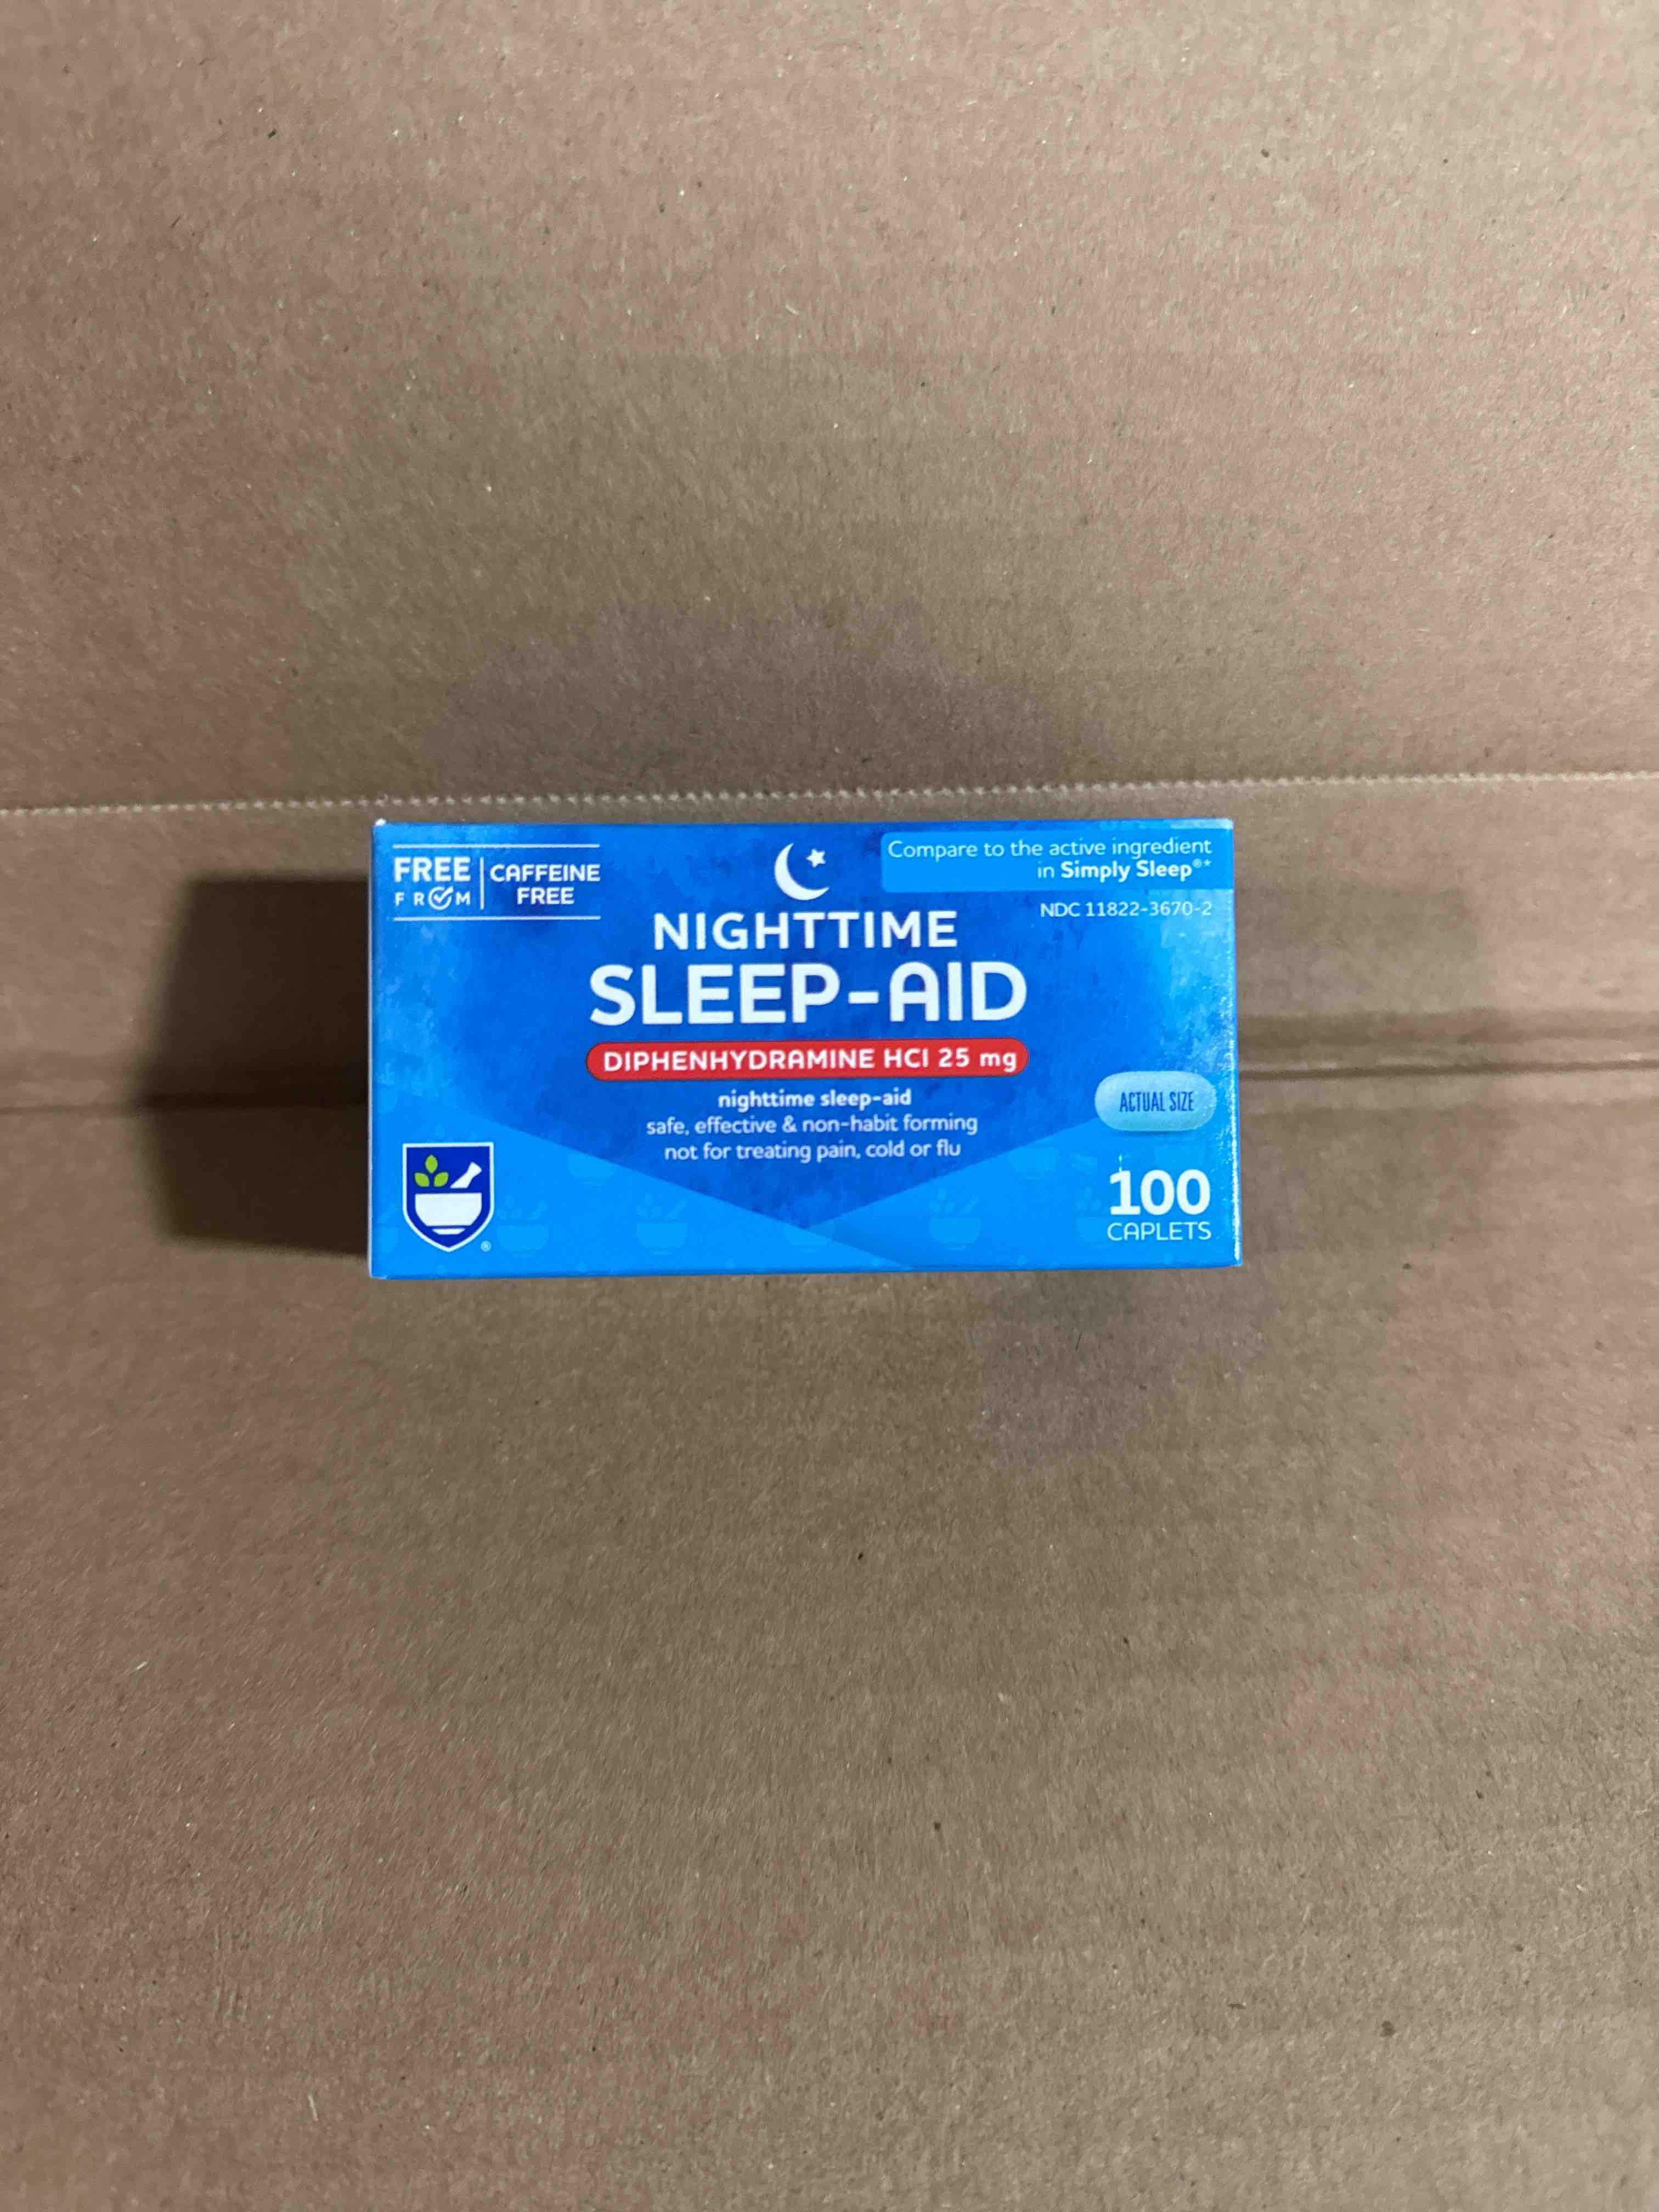 FREE
FROM
CAFFEINE
FREE
Compare to the active ingredient
in Simply Sleep®*
NDC 11822-3670-2
NIGHTTIME
SLEEP-AID
DIPHENHYDRAMINE HCl 25 mg
nighttime sleep-aid
safe, effective & non-habit forming
not for treating pain, cold or flu
ACTUAL SIZE
100
CAPLETS
®